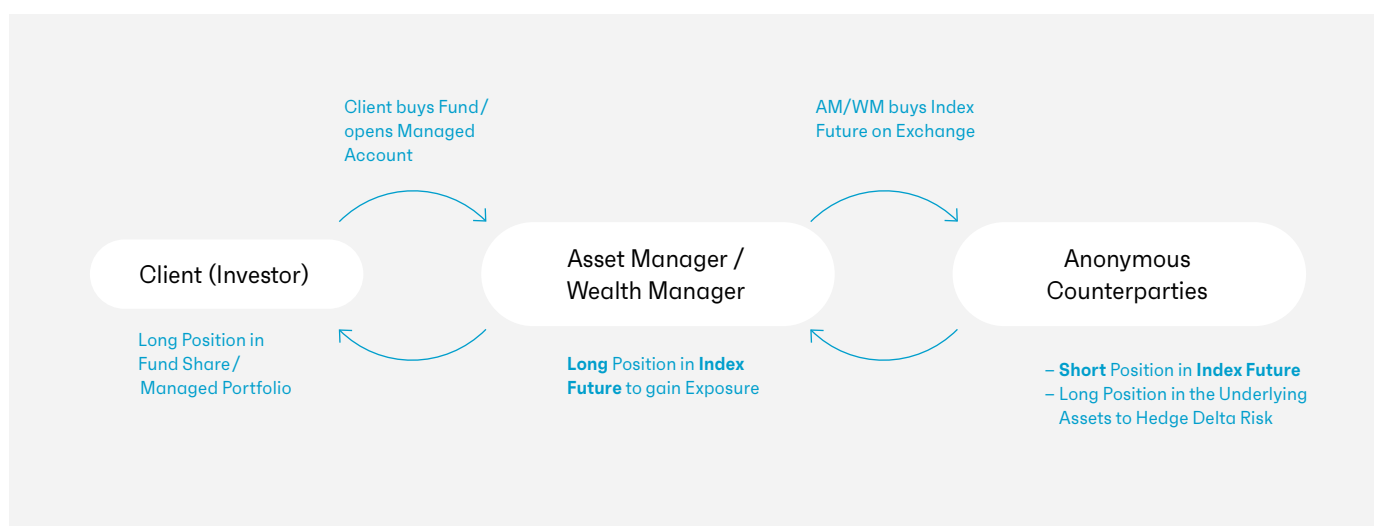 Client buys Fund/
opens Managed
Account
AM/WM buys Index
Future on Exchange
Client (Investor)
Asset Manager /
Wealth Manager
Anonymous
Counterparties
Long Position in
Fund Share/
Managed Portfolio
Long Position in Index
Future to gain Exposure
– Short Position in Index Future
– Long Position in the Underlying
Assets to Hedge Delta Risk